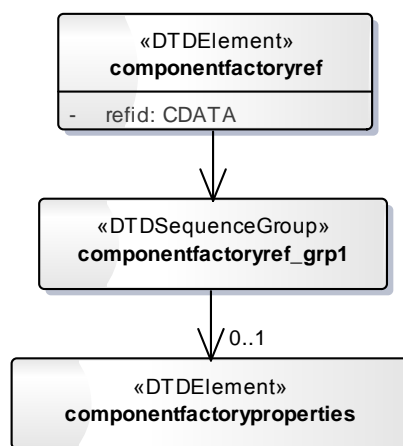 «DTDElement»
componentfactoryref
- refid: CDATA
«DTDSequenceGroup»
componentfactoryref_grp1
0..1
«DTDElement»
componentfactoryproperties